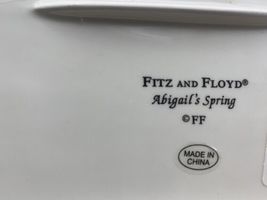 FITZ AND FLOYD®
Abigail's Spring
©FF
MADE IN
CHINA